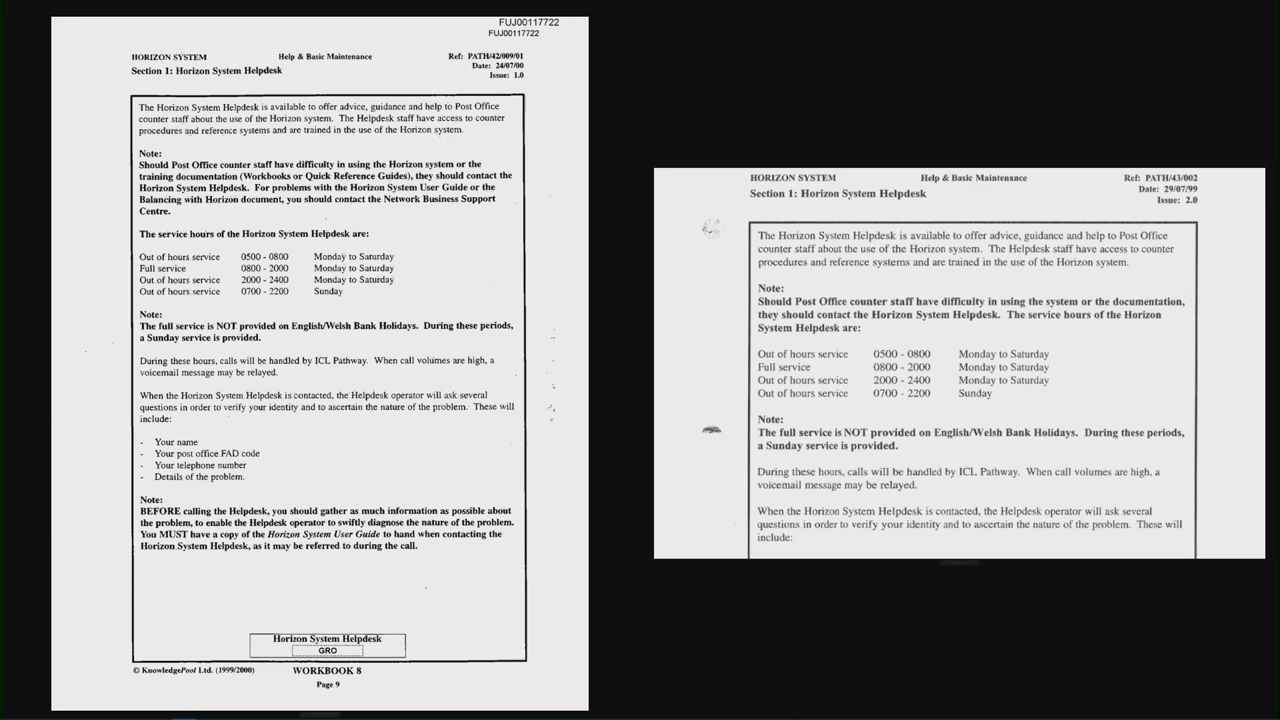 FUJ00117722
FUJ00117722
HORIZON SYSTEM Help & Basic Maintenance Ref: PATH/42/009/01
Section 1: Horizon System Helpdesk Date: 24/07/00
Issue: 1.0
The Horizon System Helpdesk is available to offer advice, guidance and help to Post Office
counter staff about the use of the Horizon system. The Helpdesk staff have access to counter
procedures and reference systems and are trained in the use of the Horizon system.
Note:
Should Post Office counter staff have difficulty in using the Horizon system or the
training documentation (Workbooks or Quick Reference Guides), they should contact the
Horizon System Helpdesk. For problems with the Horizon System User Guide or the
Balancing with Horizon document, you should contact the Network Business Support
Centre.
The service hours of the Horizon System Helpdesk are:
Out of hours service 0500 - 0800 Monday to Saturday
Full service 0800 - 2000 Monday to Saturday
Out of hours service 2000 - 2400 Monday to Saturday
Out of hours service 0700 - 2200 Sunday
Note:
The full service is NOT provided on English/Welsh Bank Holidays. During these periods,
a Sunday service is provided.
During these hours, calls will be handled by ICL Pathway. When call volumes are high, a
voicemail message may be relayed.
When the Horizon System Helpdesk is contacted, the Helpdesk operator will ask several
questions in order to verify your identity and to ascertain the nature of the problem. These will
include:
- Your name
- Your post office FAD code
- Your telephone number
- Details of the problem.
Note:
BEFORE calling the Helpdesk, you should gather as much information as possible about
the problem, to enable the Helpdesk operator to swiftly diagnose the nature of the problem.
You MUST have a copy of the Horizon System User Guide to hand when contacting the
Horizon System Helpdesk, as it may be referred to during the call.
Horizon System Helpdesk
GRO
© KnowledgePool Ltd. (1999/2000) WORKBOOK 8
Page 9
HORIZON SYSTEM Help & Basic Maintenance Ref: PATH/43/002
Section 1: Horizon System Helpdesk Date: 29/07/99
Issue: 2.0
The Horizon System Helpdesk is available to offer advice, guidance and help to Post Office
counter staff about the use of the Horizon system. The Helpdesk staff have access to counter
procedures and reference systems and are trained in the use of the Horizon system.
Note:
Should Post Office counter staff have difficulty in using the system or the documentation,
they should contact the Horizon System Helpdesk. The service hours of the Horizon
System Helpdesk are:
Out of hours service 0500 - 0800 Monday to Saturday
Full service 0800 - 2000 Monday to Saturday
Out of hours service 2000 - 2400 Monday to Saturday
Out of hours service 0700 - 2200 Sunday
Note:
The full service is NOT provided on English/Welsh Bank Holidays. During these periods,
a Sunday service is provided.
During these hours, calls will be handled by ICL Pathway. When call volumes are high, a
voicemail message may be relayed.
When the Horizon System Helpdesk is contacted, the Helpdesk operator will ask several
questions in order to verify your identity and to ascertain the nature of the problem. These will
include: